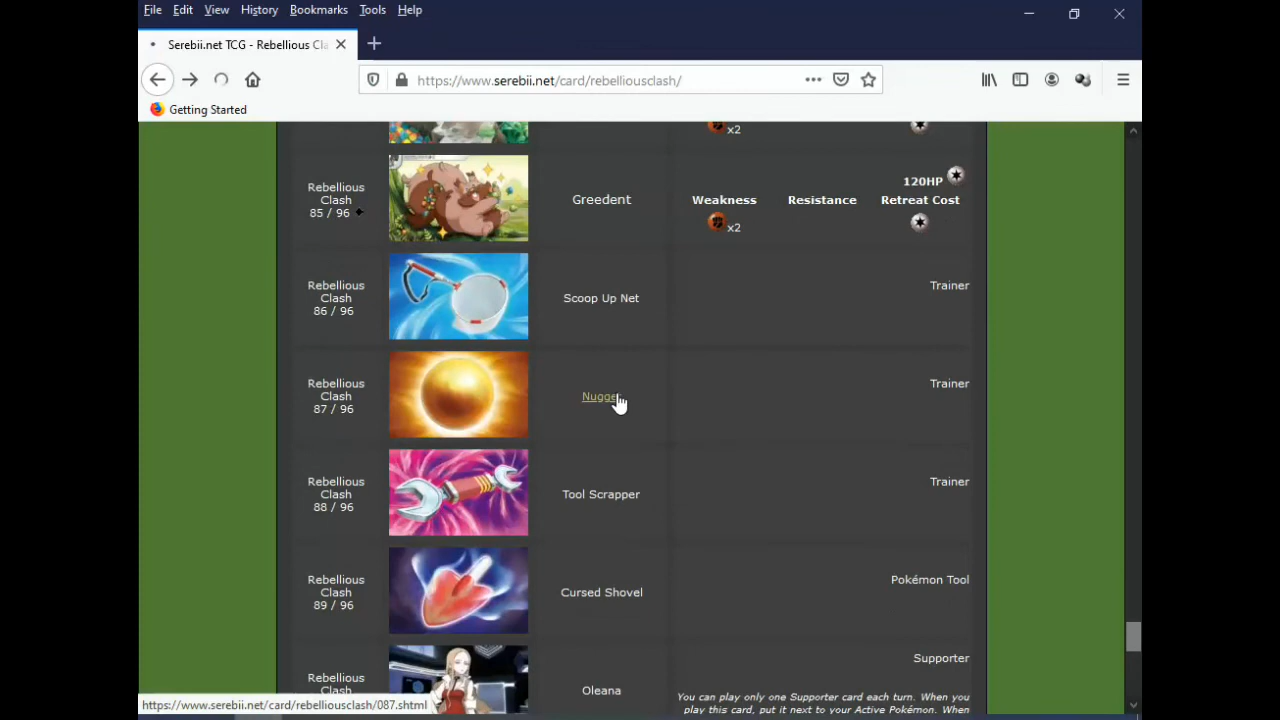 File Edit View History Bookmarks Tools Help
Serebii.net TCG - Rebellious Cla
https://www.serebii.net/card/rebelliousclash/
Getting Started
x2
Rebellious
Clash
85 / 96
Greedent
120HP
Weakness Resistance Retreat Cost
x2
Rebellious
Clash
86 / 96
Scoop Up Net
Trainer
Rebellious
Clash
87 / 96
Nugge
Trainer
Rebellious
Clash
88 / 96
Tool Scrapper
Trainer
Rebellious
Clash
89 / 96
Cursed Shovel
Pokémon Tool
Rebellious
Clash
Oleana
Supporter
You can play only one Supporter card each turn. When you
play this card, put it next to your Active Pokémon. When
https://www.serebii.net/card/rebelliousclash/087.shtml